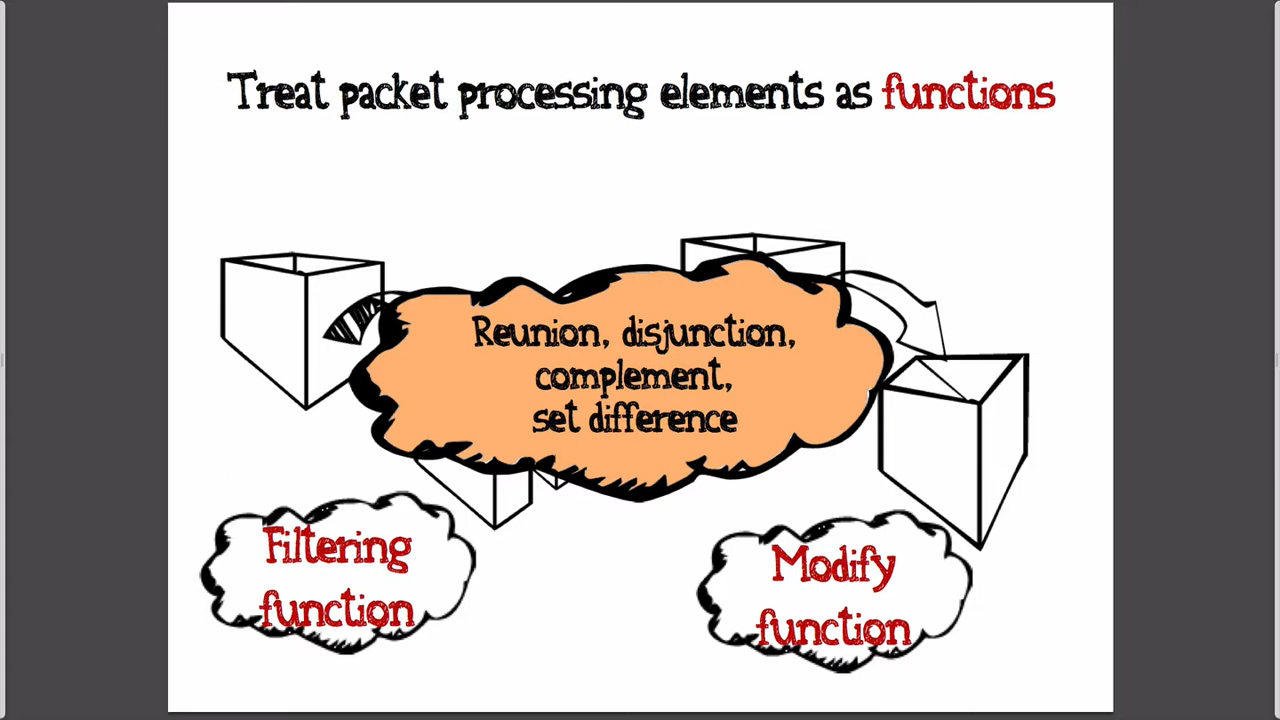 Treat packet processing elements as functions
Reunion, disjunction,
complement,
set difference
Filtering
function
Modify
function